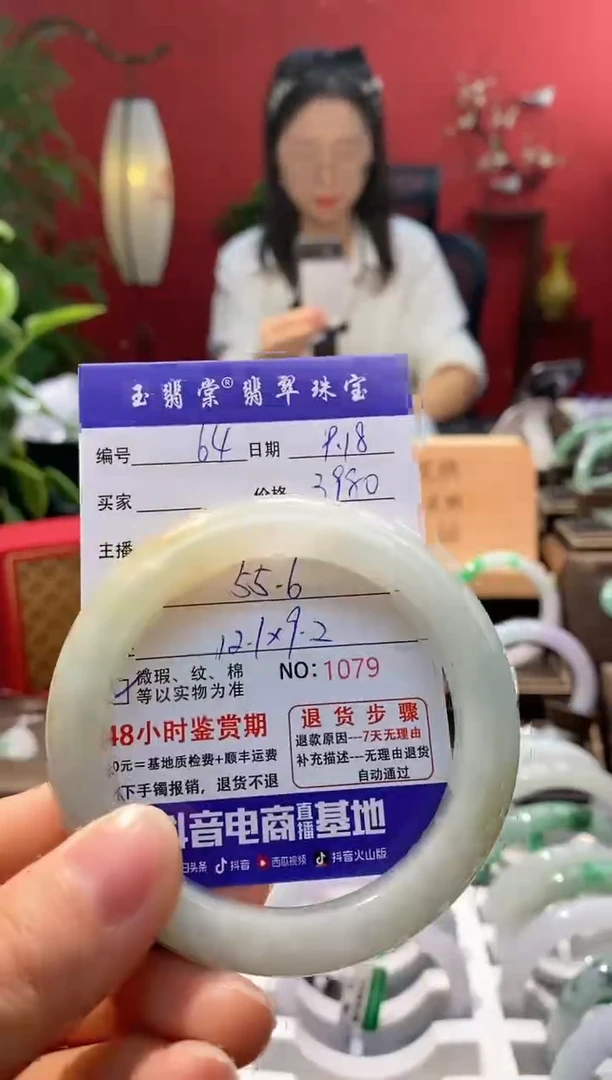 玉翡棠®翡翠珠宝
编号 64 日期 9.18
买家 价格 3980
主播
55-6
12.1×9.2
微瑕、纹、棉
等以实物为准
NO: 1079
48小时鉴赏期
0元=基地质检费+顺丰运费
下手镯报销，退货不退
退货步骤
退款原因---7天无理由
补充描述---无理由退货
自动通过
抖音电商直播基地
日头条 抖音 西瓜视频 抖音火山版